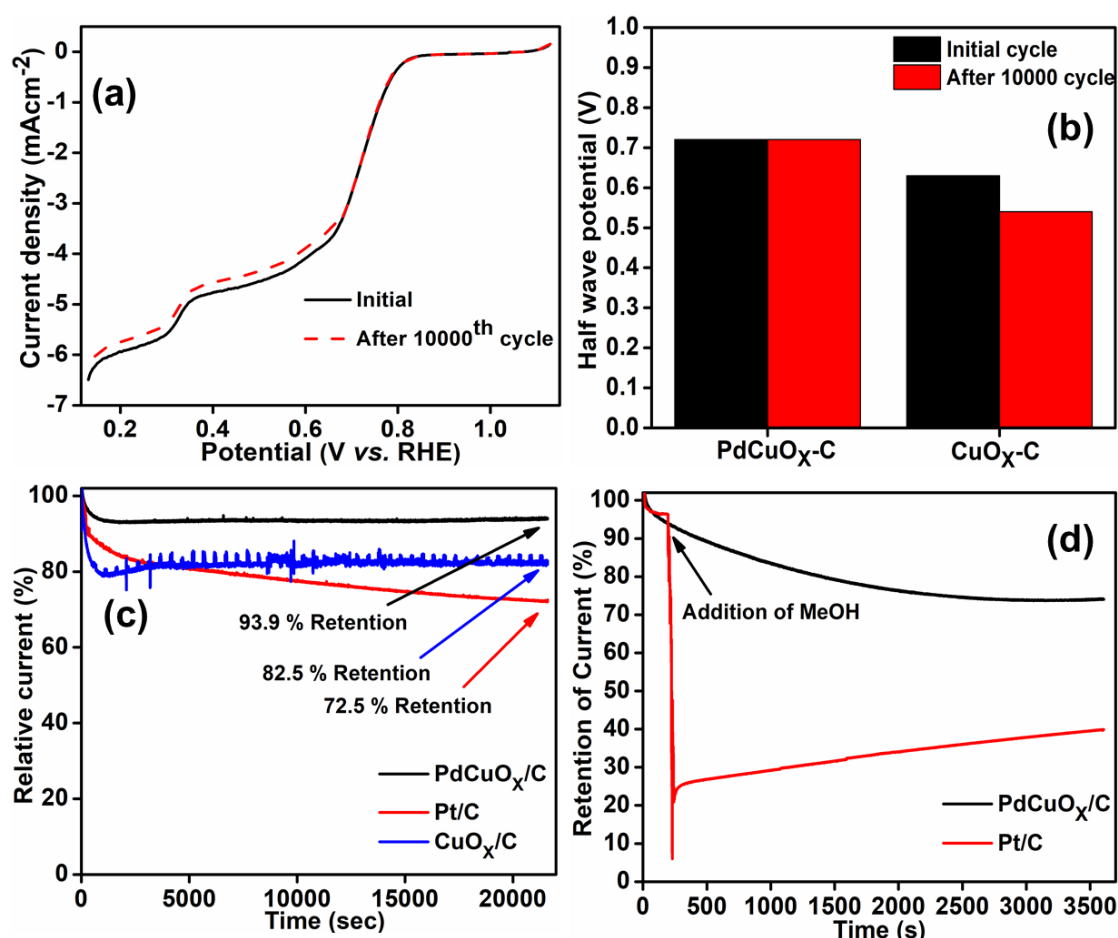 (a)
Current density (mAcm⁻²)
0
-1
-2
-3
-4
-5
-6
-7
Initial
After 10000ᵗʰ cycle
0.2 0.4 0.6 0.8 1.0
Potential (V vs. RHE)
(b)
Half wave potential (V)
1.0
0.9
0.8
0.7
0.6
0.5
0.4
0.3
0.2
0.1
0.0
Initial cycle
After 10000 cycle
PdCuOX-C CuOX-C
(c)
Relative current (%)
100
80
60
40
20
0
93.9 % Retention
82.5 % Retention
72.5 % Retention
PdCuOX/C
Pt/C
CuOX/C
0 5000 10000 15000 20000
Time (sec)
(d)
Retention of Current (%)
100
90
80
70
60
50
40
30
20
10
0
Addition of MeOH
PdCuOX/C
Pt/C
0 500 1000 1500 2000 2500 3000 3500
Time (s)